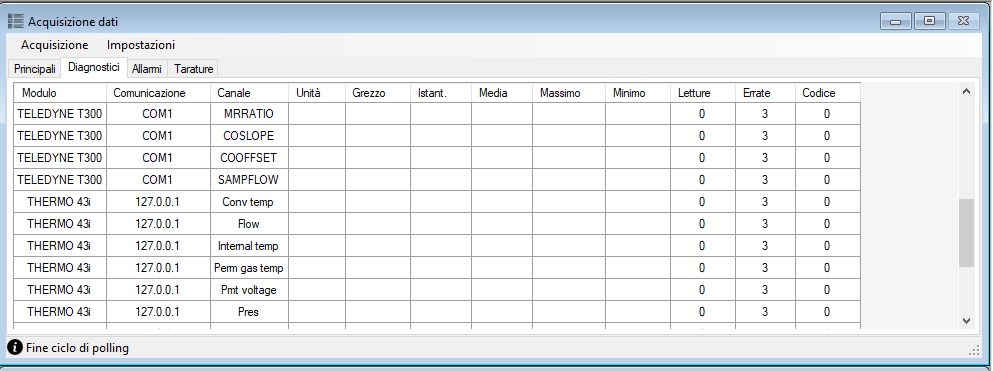 Acquisizione dati
Acquisizione Impostazioni
Principali Diagnostici Allarmi Tarature
Modulo Comunicazione Canale Unità Grezzo Istant. Media Massimo Minimo Letture Errate Codice
TELEDYNE T300 COM1 MRRATIO 0 3 0
TELEDYNE T300 COM1 COSLOPE 0 3 0
TELEDYNE T300 COM1 COOFFSET 0 3 0
TELEDYNE T300 COM1 SAMPFLOW 0 3 0
THERMO 43i 127.0.0.1 Conv temp 0 3 0
THERMO 43i 127.0.0.1 Flow 0 3 0
THERMO 43i 127.0.0.1 Internal temp 0 3 0
THERMO 43i 127.0.0.1 Perm gas temp 0 3 0
THERMO 43i 127.0.0.1 Pmt voltage 0 3 0
THERMO 43i 127.0.0.1 Pres 0 3 0
Fine ciclo di polling